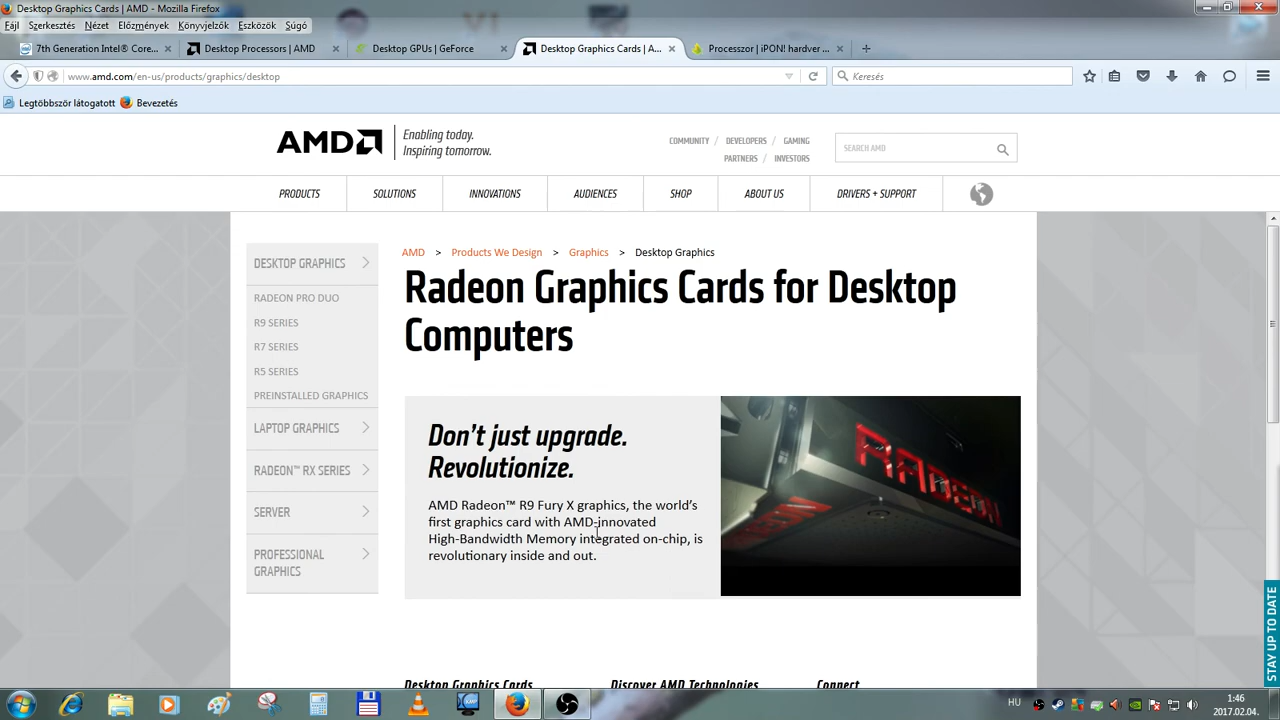 Desktop Graphics Cards | AMD - Mozilla Firefox
Fájl Szerkesztés Nézet Előzmények Könyvjelzők Eszközök Súgó
7th Generation Intel® Core... × Desktop Processors | AMD × Desktop GPUs | GeForce × Desktop Graphics Cards | A... × Processzor | iPON! hardver ... × +
www.amd.com/en-us/products/graphics/desktop
Keresés
Legtöbbször látogatott Bevezetés
AMD
Enabling today.
Inspiring tomorrow.
COMMUNITY / DEVELOPERS / GAMING
PARTNERS / INVESTORS
SEARCH AMD
PRODUCTS SOLUTIONS INNOVATIONS AUDIENCES SHOP ABOUT US DRIVERS + SUPPORT
DESKTOP GRAPHICS
RADEON PRO DUO
R9 SERIES
R7 SERIES
R5 SERIES
PREINSTALLED GRAPHICS
LAPTOP GRAPHICS
RADEON™ RX SERIES
SERVER
PROFESSIONAL
GRAPHICS
AMD > Products We Design > Graphics > Desktop Graphics
Radeon Graphics Cards for Desktop
Computers
Don't just upgrade.
Revolutionize.
AMD Radeon™ R9 Fury X graphics, the world's
first graphics card with AMD-innovated
High-Bandwidth Memory integrated on-chip, is
revolutionary inside and out.
RADEON
Desktop Graphics Cards Discover AMD Technologies Connect
STAY UP TO DATE
HU
1:46
2017.02.04.